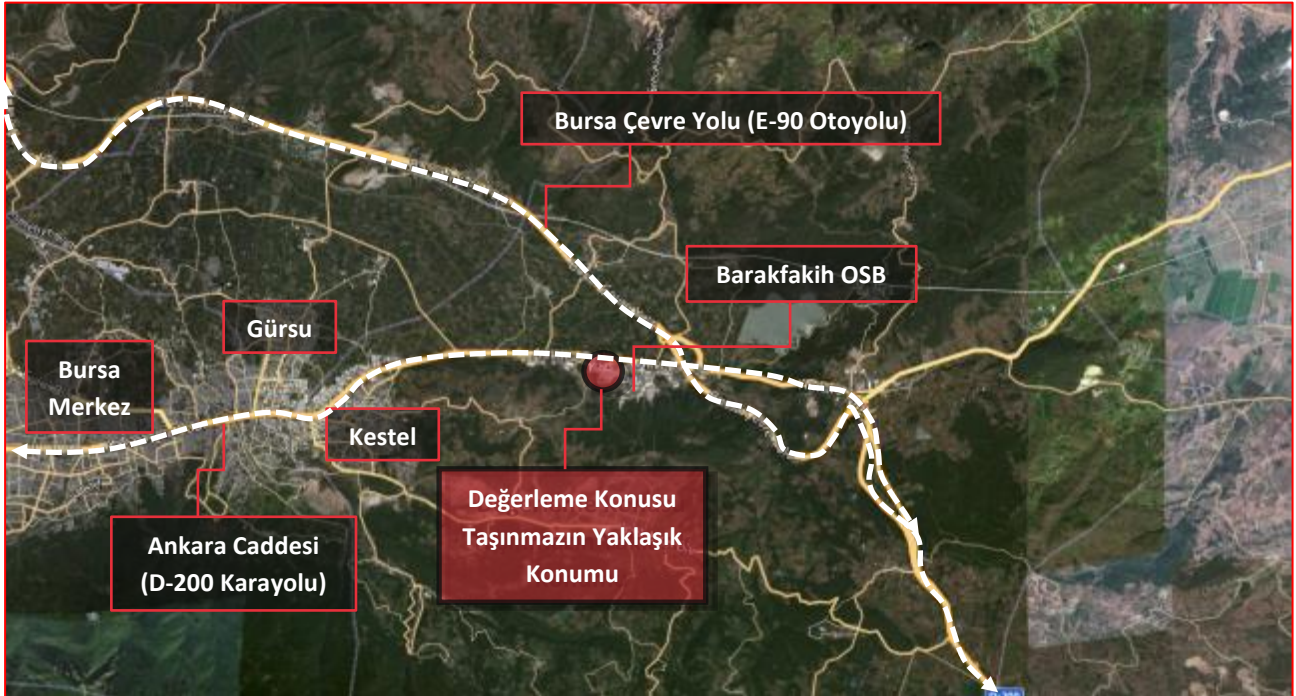 Bursa Çevre Yolu (E-90 Otoyolu)
Barakfakih OSB
Gürsu
Bursa
Merkez
Kestel
Değerleme Konusu
Taşınmazın Yaklaşık
Konumu
Ankara Caddesi
(D-200 Karayolu)